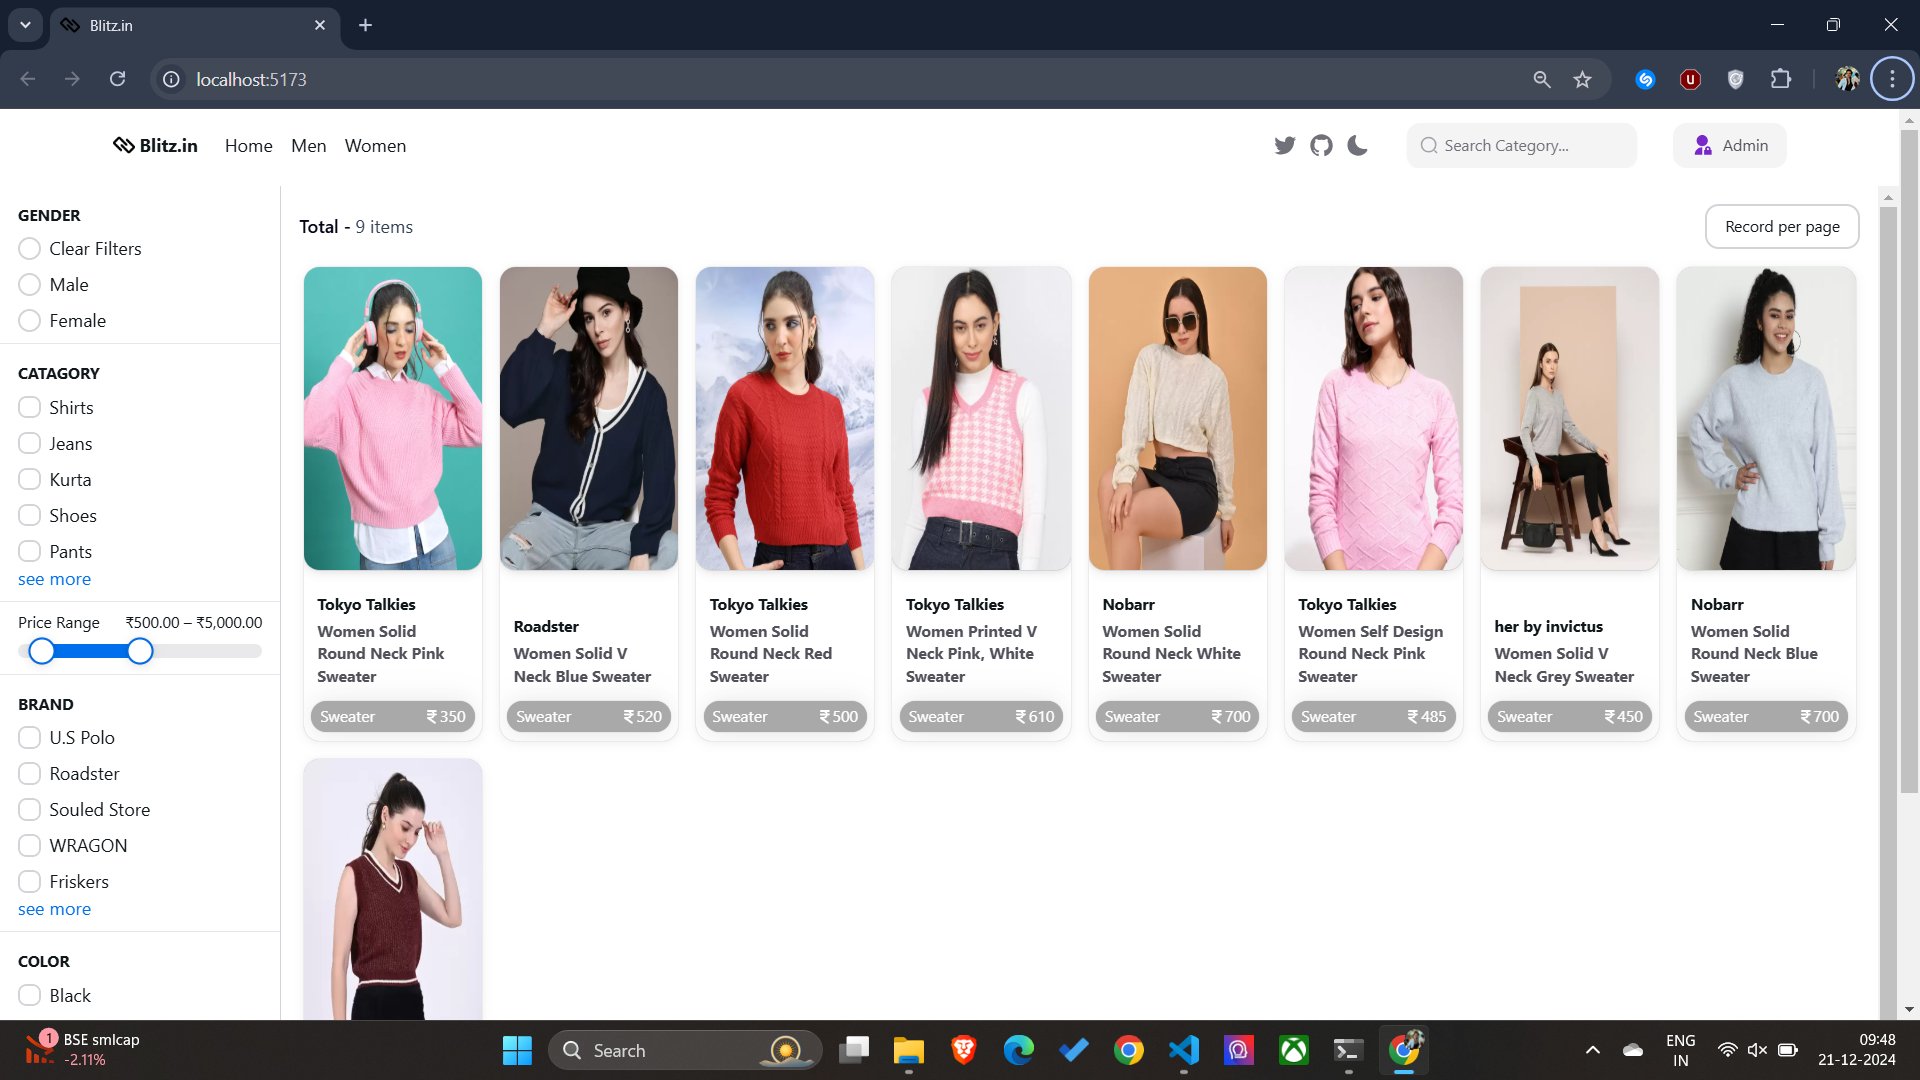 Blitz.in
localhost:5173
Blitz.in Home Men Women
Search Category...
Admin
GENDER
Clear Filters
Male
Female
CATAGORY
Shirts
Jeans
Kurta
Shoes
Pants
see more
Price Range ₹500.00 – ₹5,000.00
BRAND
U.S Polo
Roadster
Souled Store
WRAGON
Friskers
see more
COLOR
Black
Total - 9 items
Record per page
Tokyo Talkies
Women Solid
Round Neck Pink
Sweater
Sweater ₹350
Roadster
Women Solid V
Neck Blue Sweater
Sweater ₹520
Tokyo Talkies
Women Solid
Round Neck Red
Sweater
Sweater ₹500
Tokyo Talkies
Women Printed V
Neck Pink, White
Sweater
Sweater ₹610
Nobarr
Women Solid
Round Neck White
Sweater
Sweater ₹700
Tokyo Talkies
Women Self Design
Round Neck Pink
Sweater
Sweater ₹485
her by invictus
Women Solid V
Neck Grey Sweater
Sweater ₹450
Nobarr
Women Solid
Round Neck Blue
Sweater
Sweater ₹700
1
BSE smlcap
-2.11%
Search
ENG
IN
09:48
21-12-2024